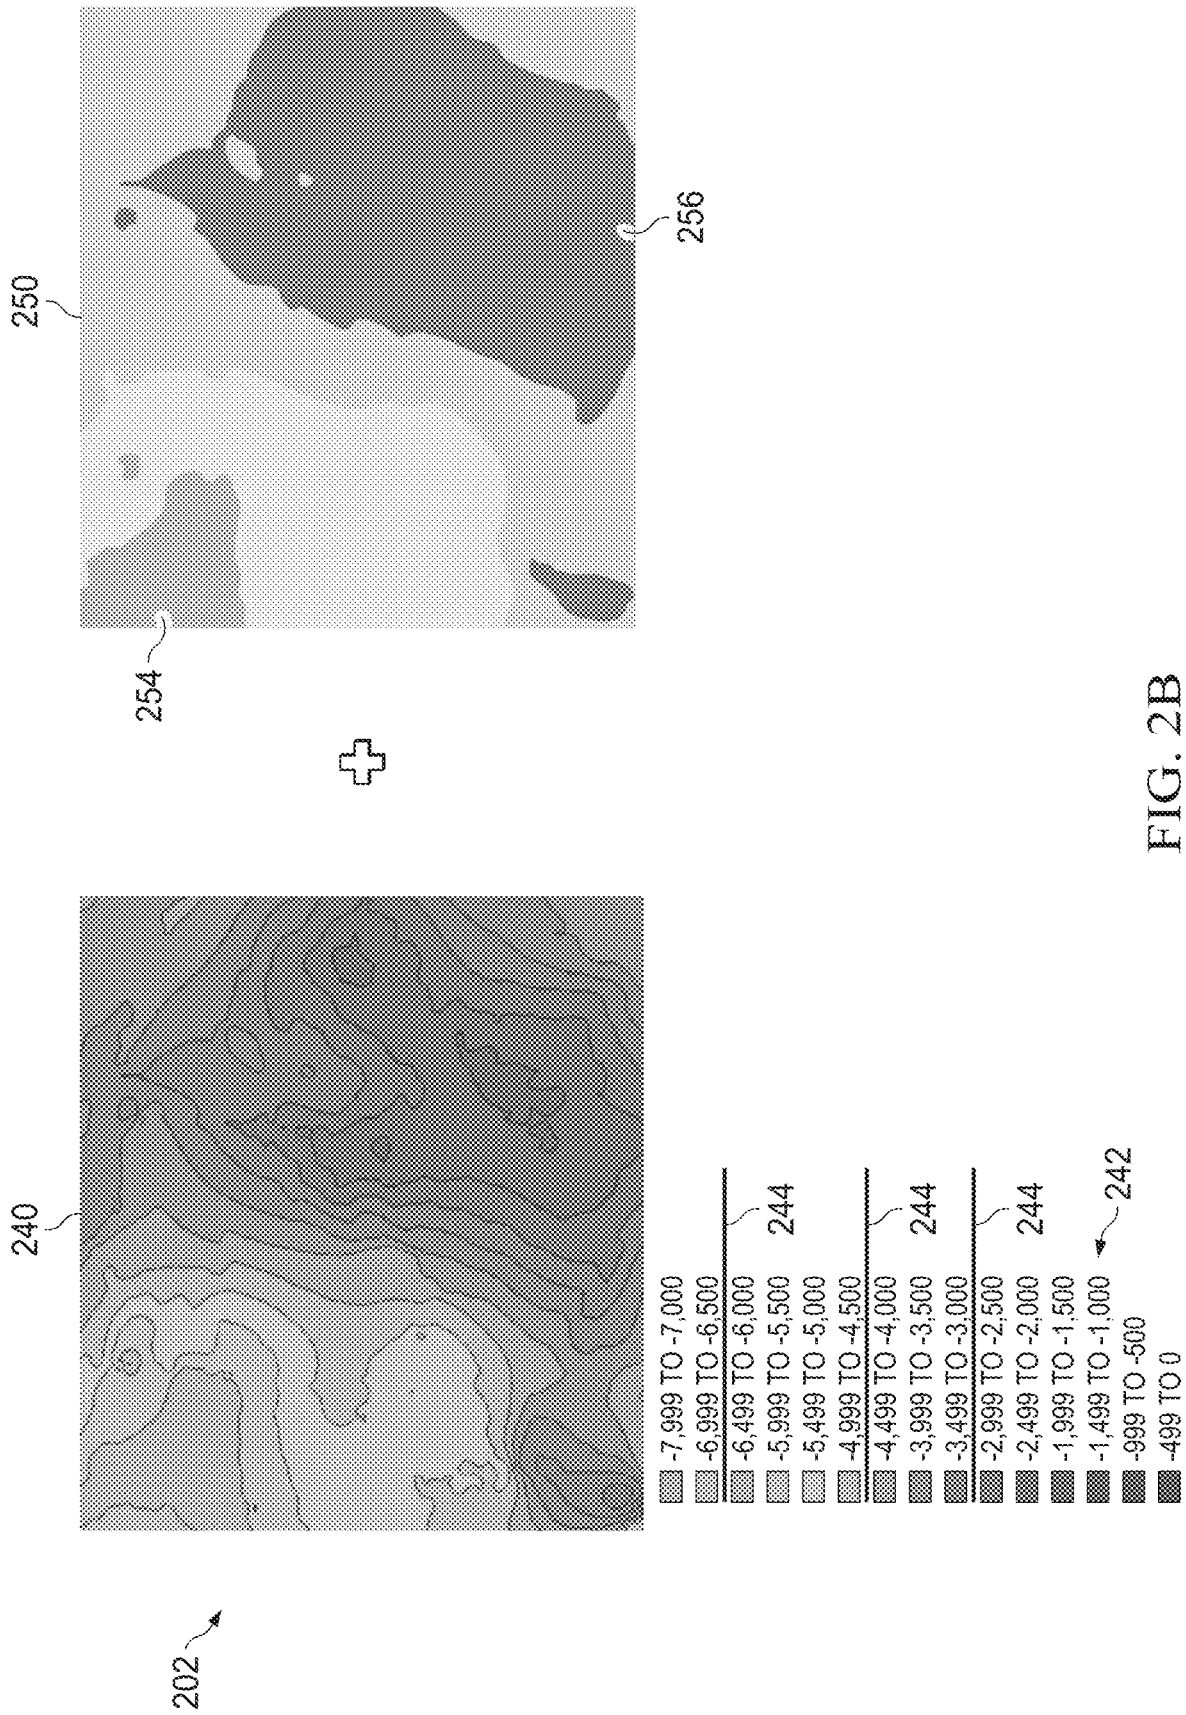 202
240
250
254
256
-7,999 TO -7,000
-6,999 TO -6,500
-6,499 TO -6,000
-5,999 TO -5,500
-5,499 TO -5,000
-4,999 TO -4,500
-4,499 TO -4,000
-3,999 TO -3,500
-3,499 TO -3,000
-2,999 TO -2,500
-2,499 TO -2,000
-1,999 TO -1,500
-1,499 TO -1,000
-999 TO -500
-499 TO 0
244
244
244
242
FIG. 2B